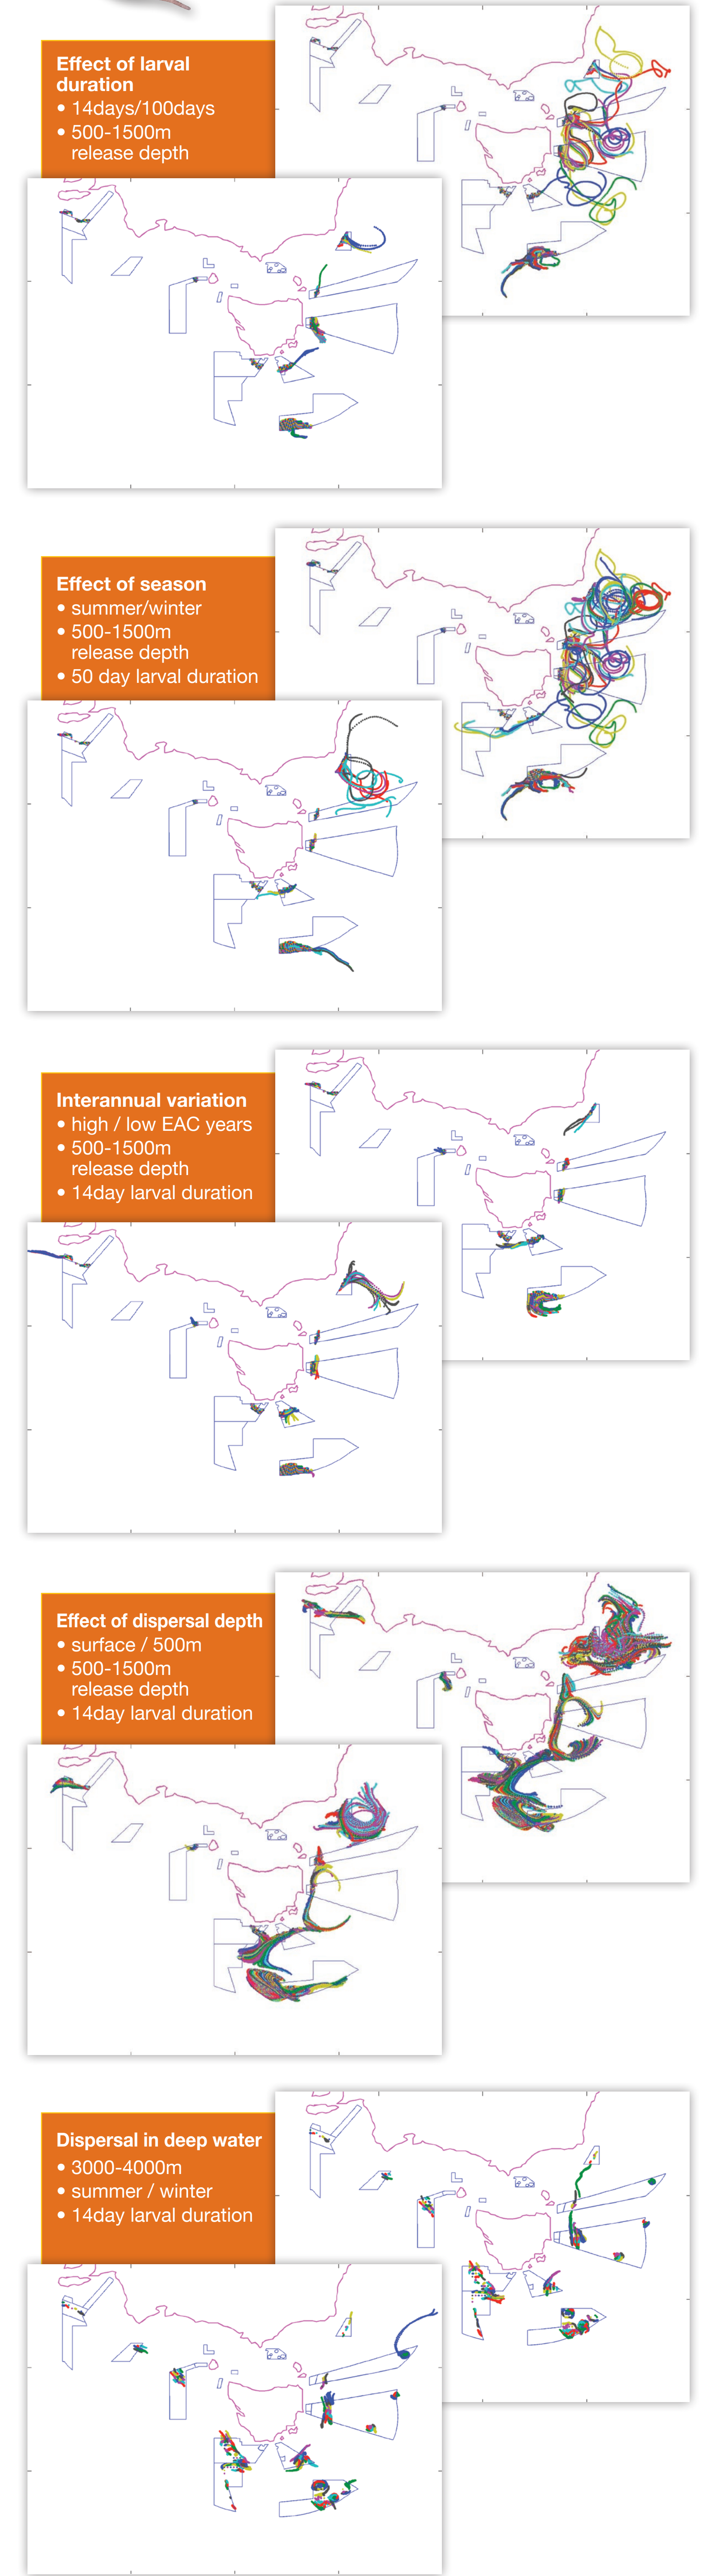 Effect of larval
duration
• 14days/100days
• 500-1500m
release depth
Effect of season
• summer/winter
• 500-1500m
release depth
• 50 day larval duration
Interannual variation
• high / low EAC years
• 500-1500m
release depth
• 14day larval duration
Effect of dispersal depth
• surface / 500m
• 500-1500m
release depth
• 14day larval duration
Dispersal in deep water
• 3000-4000m
• summer / winter
• 14day larval duration